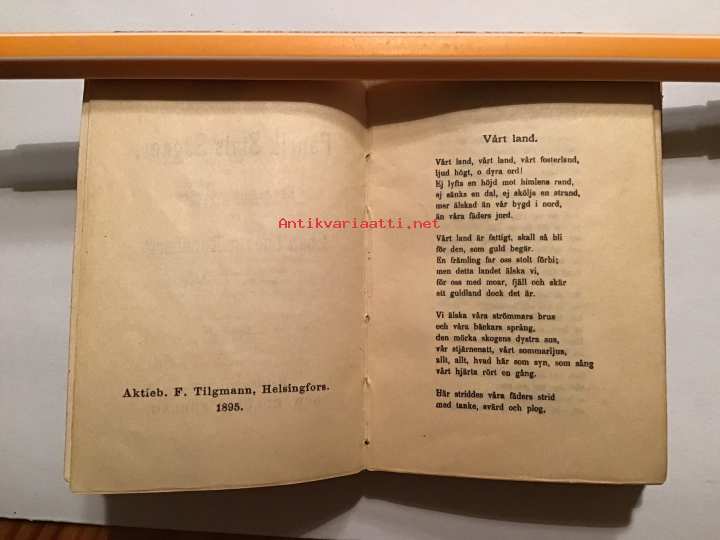 Aktieb. F. Tilgmann, Helsingfors.
1895.
Vårt land.
Vårt land, vårt land, vårt fosterland,
ljud högt, o dyra ord!
Ej lyfts en höjd mot himlens rand,
ej sänks en dal, ej sköljs en strand,
mer älskad än vår bygd i nord,
än våra fäders jord.
Vårt land är fattigt, skall så bli
för den, som guld begär.
En främling far oss stolt förbi;
men detta landet älska vi,
för oss med moar, fjäll och skär
ett guldland dock det är.
Vi älska våra strömmars brus
och våra bäckars språng,
den mörka skogens dystra sus,
vår stjärnenatt, vårt sommarljus,
allt, allt, hvad här som syn, som sång
vårt hjärta rört en gång.
Här striddes våra fäders strid
med tanke, svärd och plog,
Antikvariaatti.net